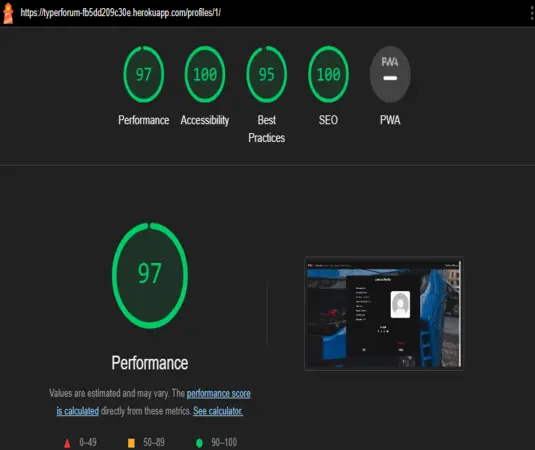 https://typerforum-fb5dd209c30e.herokuapp.com/profiles/1/
97 100 95 100 PWA
Performance Accessibility Best Practices SEO PWA
97
Performance
Values are estimated and may vary. The performance score
is calculated directly from these metrics. See calculator.
0–49 50–89 90–100